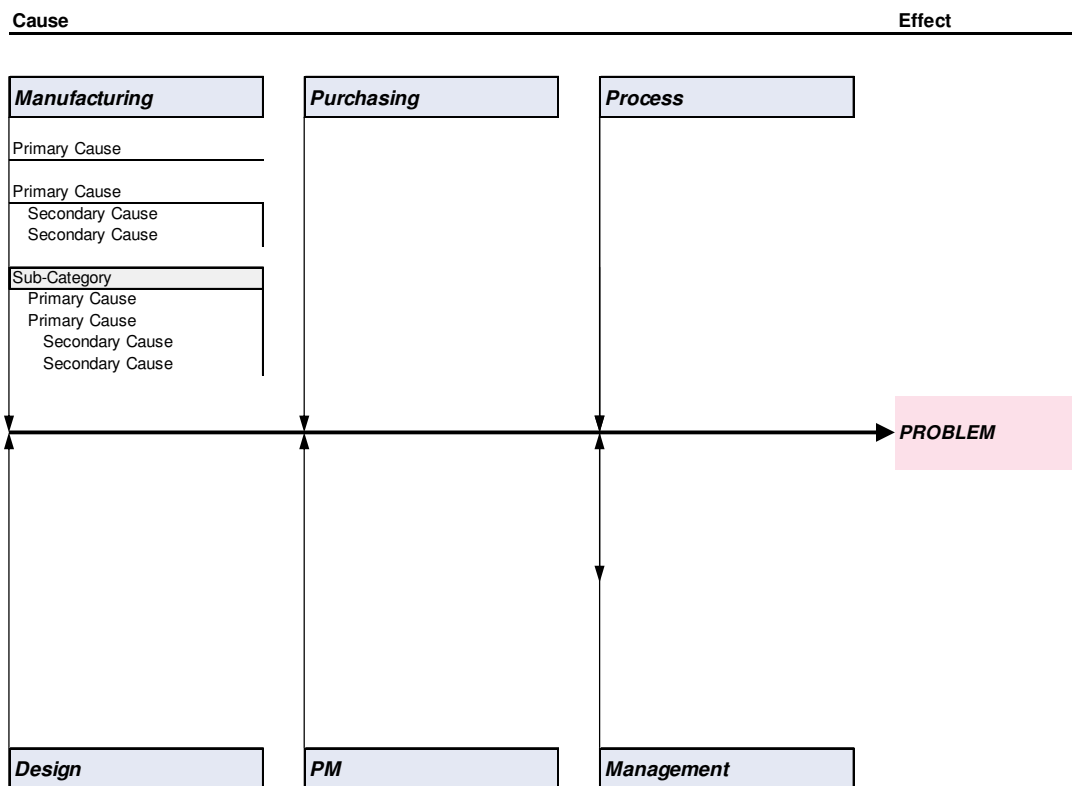 Cause Effect
Manufacturing Purchasing Process
Primary Cause
Primary Cause
Secondary Cause
Secondary Cause
Sub-Category
Primary Cause
Primary Cause
Secondary Cause
Secondary Cause
PROBLEM
Design PM Management